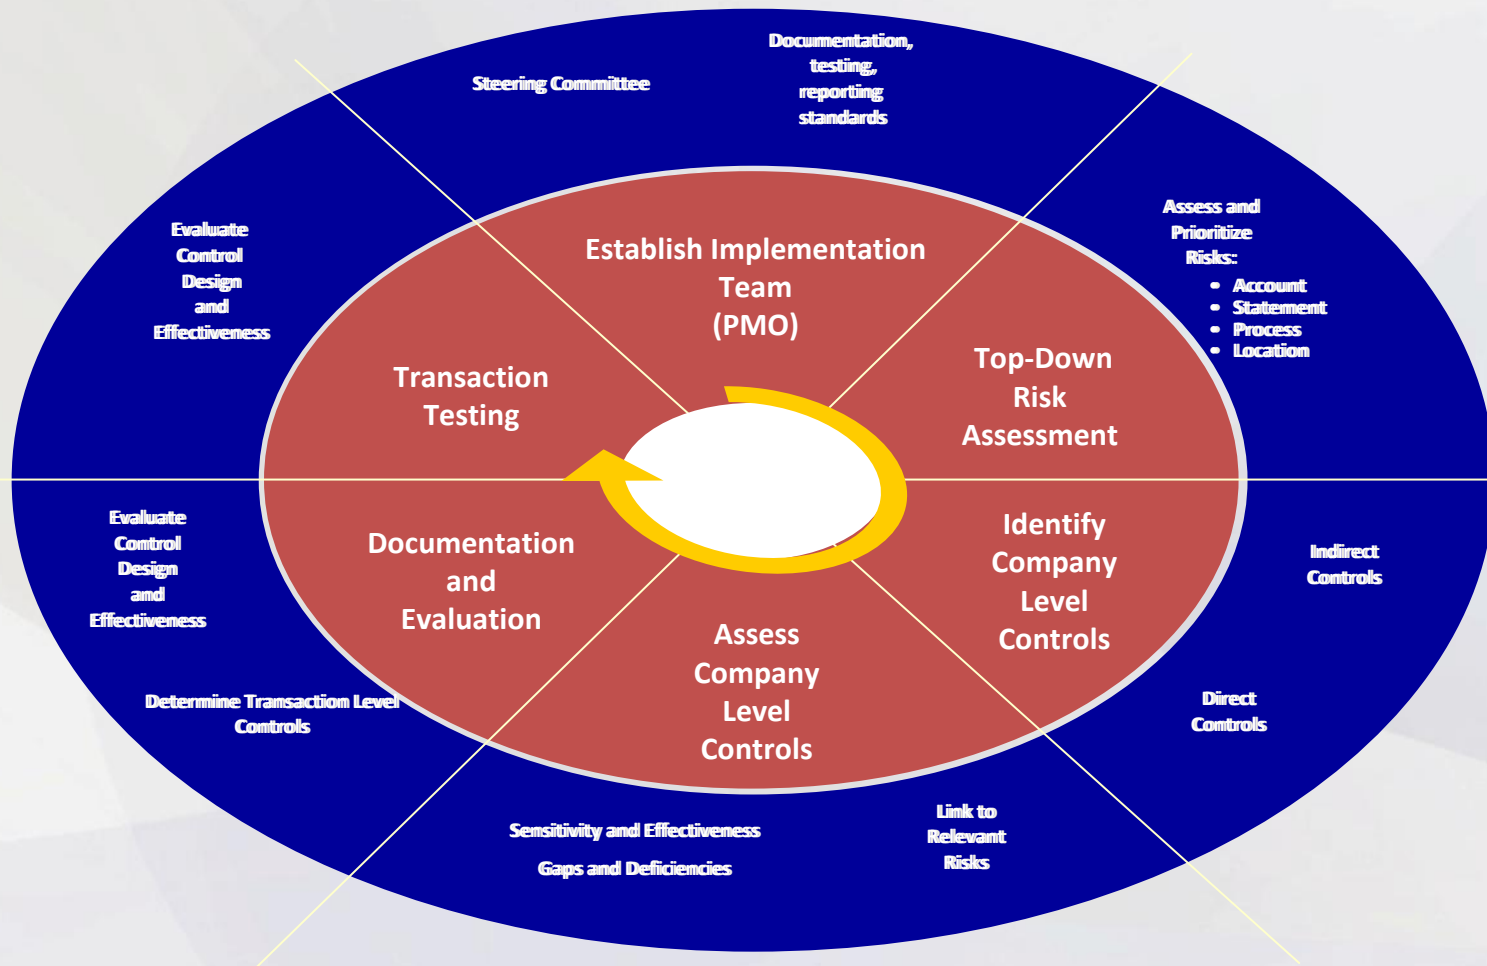 Steering Committee
Documentation,
testing,
reporting
standards
Assess and
Prioritize
Risks:
• Account
• Statement
• Process
• Location
Evaluate
Control
Design
and
Effectiveness
Establish Implementation
Team
(PMO)
Top-Down
Risk
Assessment
Transaction
Testing
Identify
Company
Level
Controls
Indirect
Controls
Direct
Controls
Documentation
and
Evaluation
Evaluate
Control
Design
and
Effectiveness
Determine Transaction Level
Controls
Assess
Company
Level
Controls
Sensitivity and Effectiveness
Gaps and Deficiencies
Link to
Relevant
Risks